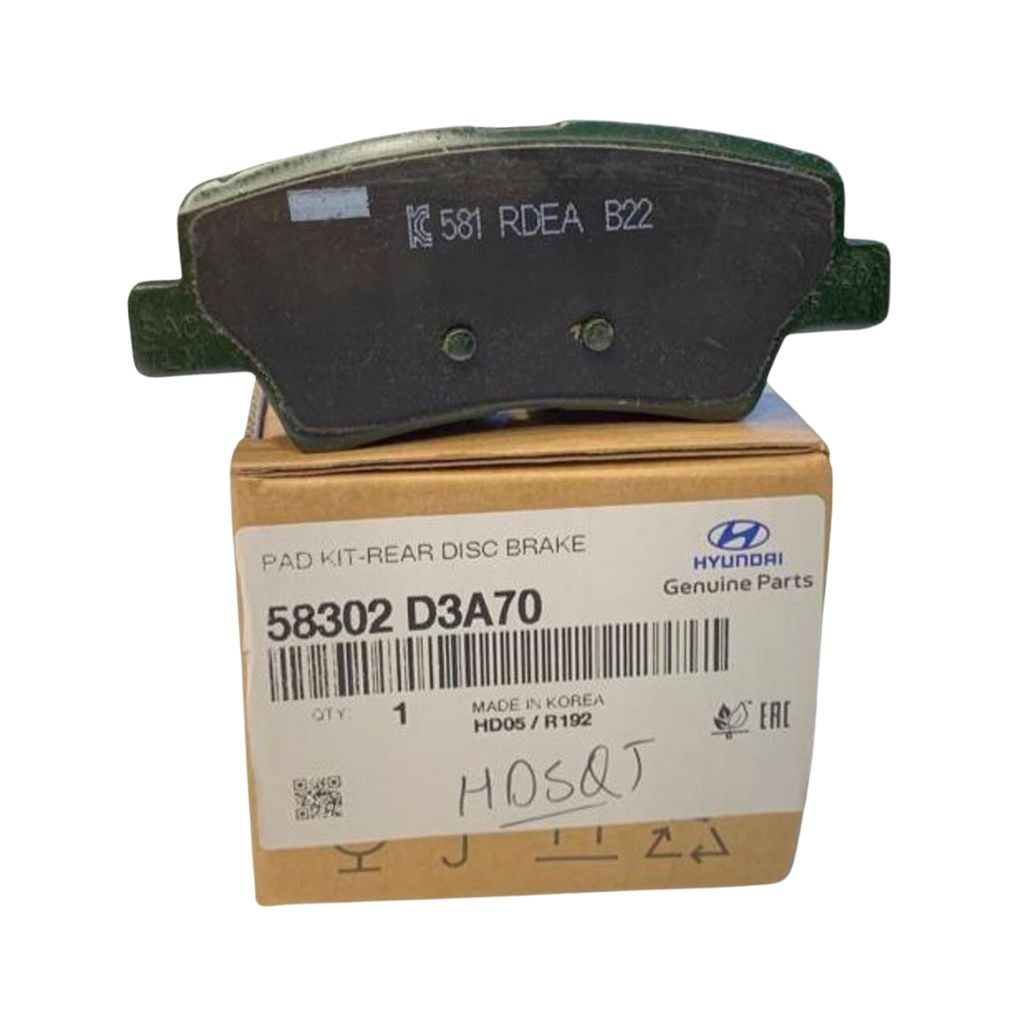 581 RDEA B22
PAD KIT-REAR DISC BRAKE
HYUNDAI
Genuine Parts
58302 D3A70
QTY: 1
MADE IN KOREA
HD05 / R192
EAC
HDSQT